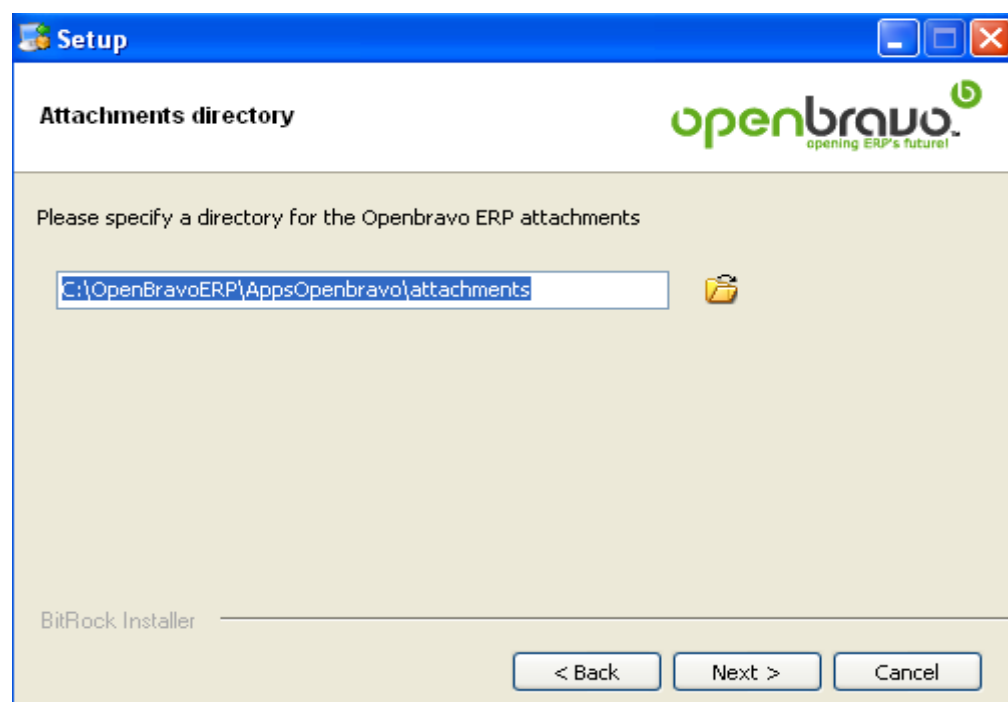 Setup
Attachments directory
openbravo.
opening ERP's future!
Please specify a directory for the Openbravo ERP attachments
C:\OpenBravoERP\AppsOpenbravo\attachments
BitRock Installer
< Back Next > Cancel